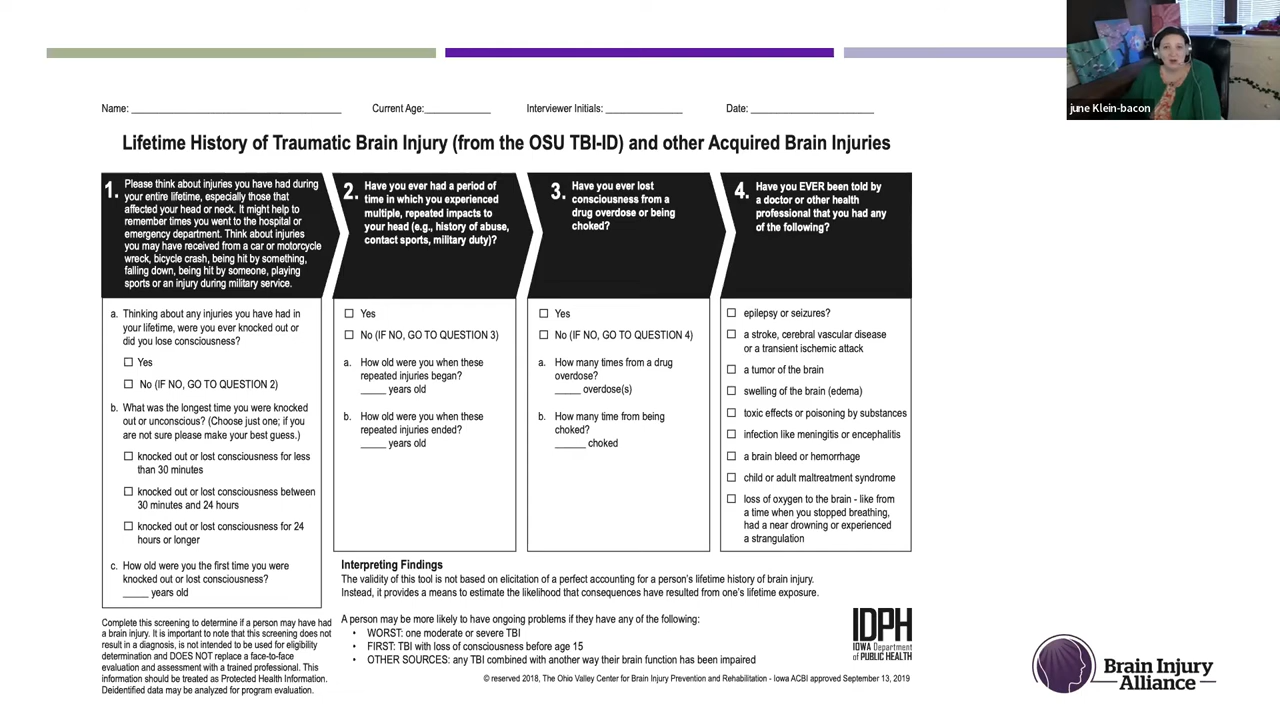 june Klein-bacon
Name: ____ Current Age: ____ Interviewer Initials: ____ Date: ____
Lifetime History of Traumatic Brain Injury (from the OSU TBI-ID) and other Acquired Brain Injuries
1. Please think about injuries you have had during
your entire lifetime, especially those that
affected your head or neck. It might help to
remember times you went to the hospital or
emergency department. Think about injuries
you may have received from a car or motorcycle
wreck, bicycle crash, being hit by something,
falling down, being hit by someone, playing
sports or an injury during military service.
a. Thinking about any injuries you have had in
your lifetime, were you ever knocked out or
did you lose consciousness?
☐ Yes
☐ No (IF NO, GO TO QUESTION 2)
b. What was the longest time you were knocked
out or unconscious? (Choose just one; if you
are not sure please make your best guess.)
☐ knocked out or lost consciousness for less
than 30 minutes
☐ knocked out or lost consciousness between
30 minutes and 24 hours
☐ knocked out or lost consciousness for 24
hours or longer
c. How old were you the first time you were
knocked out or lost consciousness?
_____ years old
2. Have you ever had a period of
time in which you experienced
multiple, repeated impacts to
your head (e.g., history of abuse,
contact sports, military duty)?
☐ Yes
☐ No (IF NO, GO TO QUESTION 3)
a. How old were you when these
repeated injuries began?
_____ years old
b. How old were you when these
repeated injuries ended?
_____ years old
3. Have you ever lost
consciousness from a
drug overdose or being
choked?
☐ Yes
☐ No (IF NO, GO TO QUESTION 4)
a. How many times from a drug
overdose?
_____ overdose(s)
b. How many time from being
choked?
______ choked
4. Have you EVER been told by
a doctor or other health
professional that you had any
of the following?
☐ epilepsy or seizures?
☐ a stroke, cerebral vascular disease
or a transient ischemic attack
☐ a tumor of the brain
☐ swelling of the brain (edema)
☐ toxic effects or poisoning by substances
☐ infection like meningitis or encephalitis
☐ a brain bleed or hemorrhage
☐ child or adult maltreatment syndrome
☐ loss of oxygen to the brain - like from
a time when you stopped breathing,
had a near drowning or experienced
a strangulation
Complete this screening to determine if a person may have had
a brain injury. It is important to note that this screening does not
result in a diagnosis, is not intended to be used for eligibility
determination and DOES NOT replace a face-to-face
evaluation and assessment with a trained professional. This
information should be treated as Protected Health Information.
Deidentified data may be analyzed for program evaluation.
Interpreting Findings
The validity of this tool is not based on elicitation of a perfect accounting for a person's lifetime history of brain injury.
Instead, it provides a means to estimate the likelihood that consequences have resulted from one's lifetime exposure.
A person may be more likely to have ongoing problems if they have any of the following:
• WORST: one moderate or severe TBI
• FIRST: TBI with loss of consciousness before age 15
• OTHER SOURCES: any TBI combined with another way their brain function has been impaired
IDPH
IOWA Department
of PUBLIC HEALTH
© reserved 2018, The Ohio Valley Center for Brain Injury Prevention and Rehabilitation - Iowa ACBI approved September 13, 2019
Brain Injury
Alliance